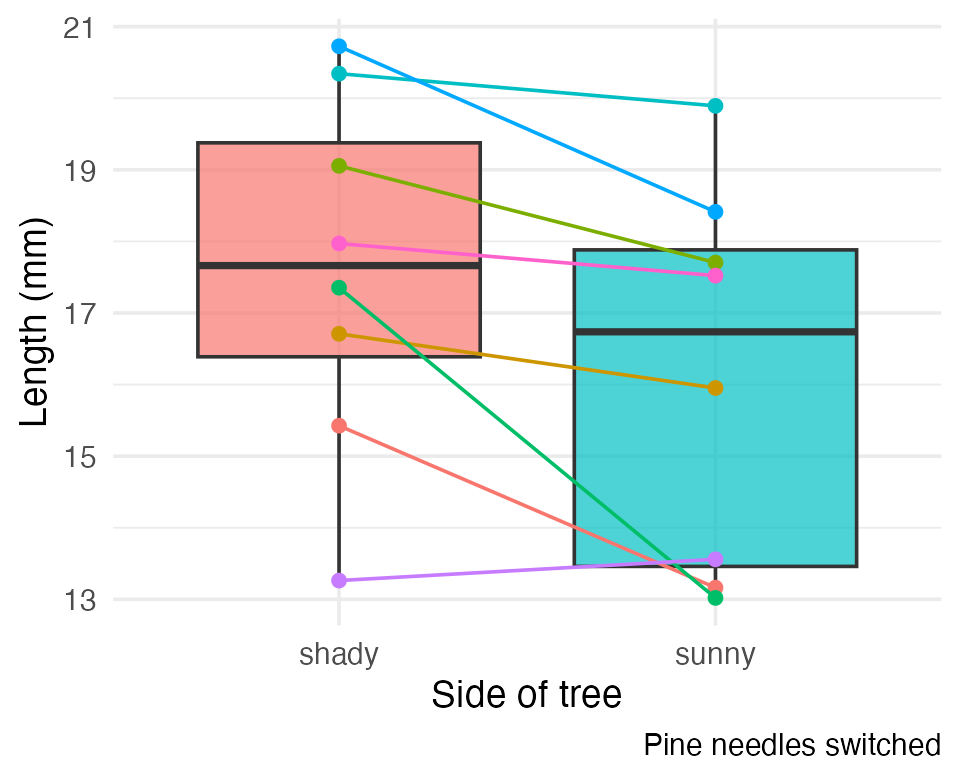 21
19
17
15
13
Length (mm)
shady
sunny
Side of tree
Pine needles switched